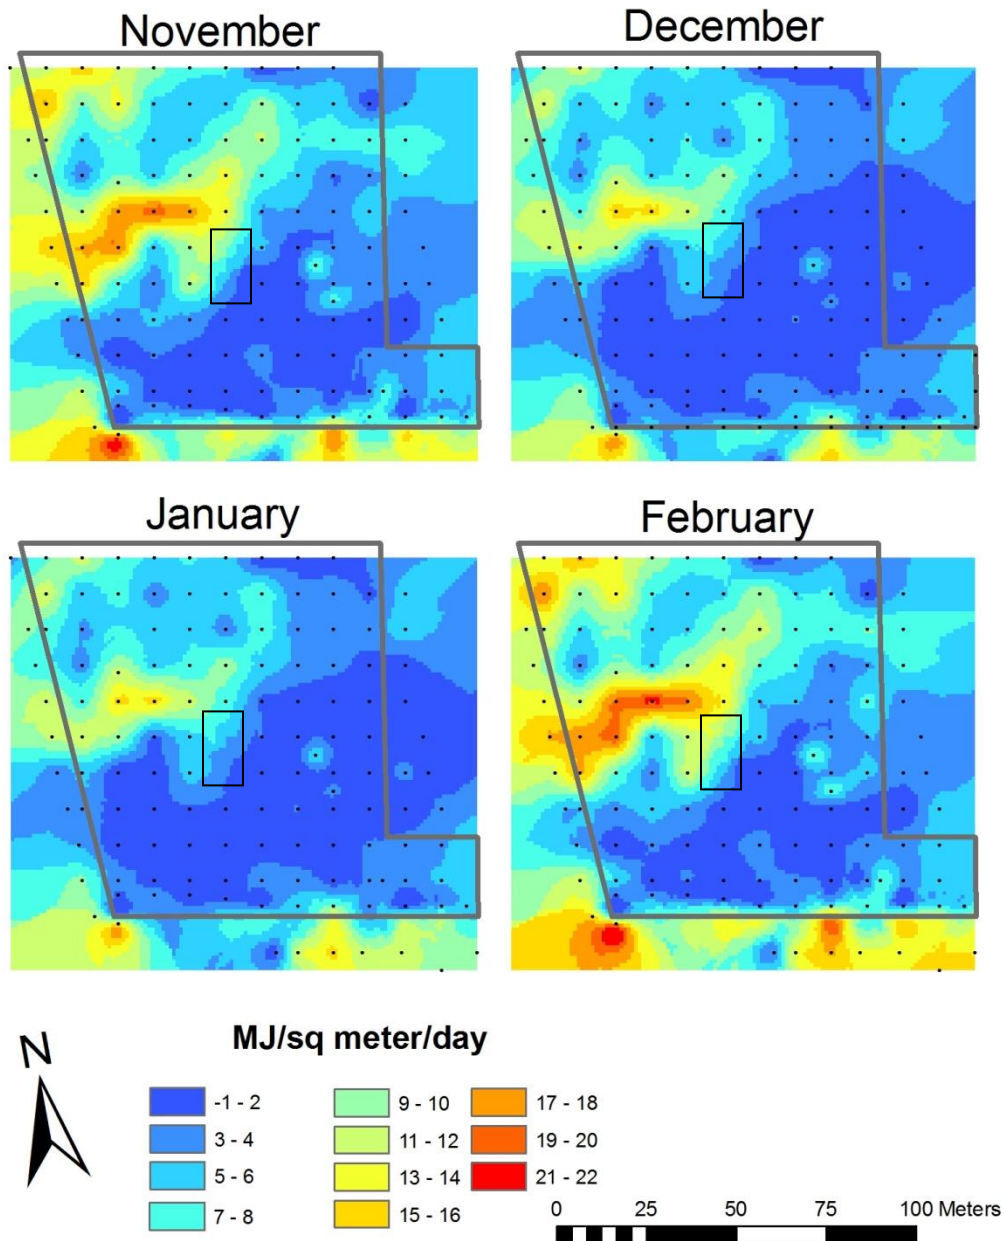 November
December
January
February
N
MJ/sq meter/day
-1 - 2
3 - 4
5 - 6
7 - 8
9 - 10
11 - 12
13 - 14
15 - 16
17 - 18
19 - 20
21 - 22
0 25 50 75 100 Meters